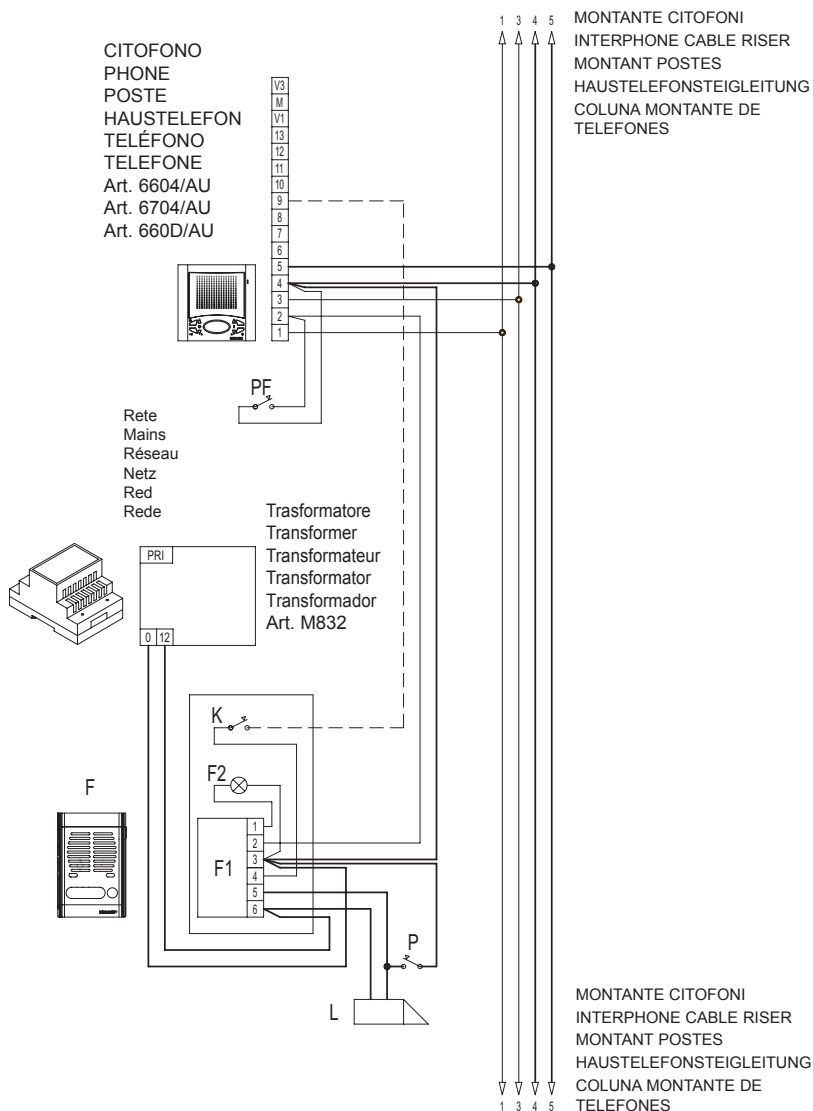 1 3 4 5
MONTANTE CITOFONI
INTERPHONE CABLE RISER
MONTANT POSTES
HAUSTELEFONSTEIGLEITUNG
COLUNA MONTANTE DE
TELEFONES
CITOFONO
PHONE
POSTE
HAUSTELEFON
TELÉFONO
TELEFONE
Art. 6604/AU
Art. 6704/AU
Art. 660D/AU
V3
M
V1
13
12
11
10
9
8
7
6
5
4
3
2
1
PF
Rete
Mains
Réseau
Netz
Red
Rede
Trasformatore
Transformer
Transformateur
Transformator
Transformador
Art. M832
PRI
0 12
K
F2
F
F1
1
2
3
4
5
6
P
L
MONTANTE CITOFONI
INTERPHONE CABLE RISER
MONTANT POSTES
HAUSTELEFONSTEIGLEITUNG
COLUNA MONTANTE DE
TELEFONES
1 3 4 5